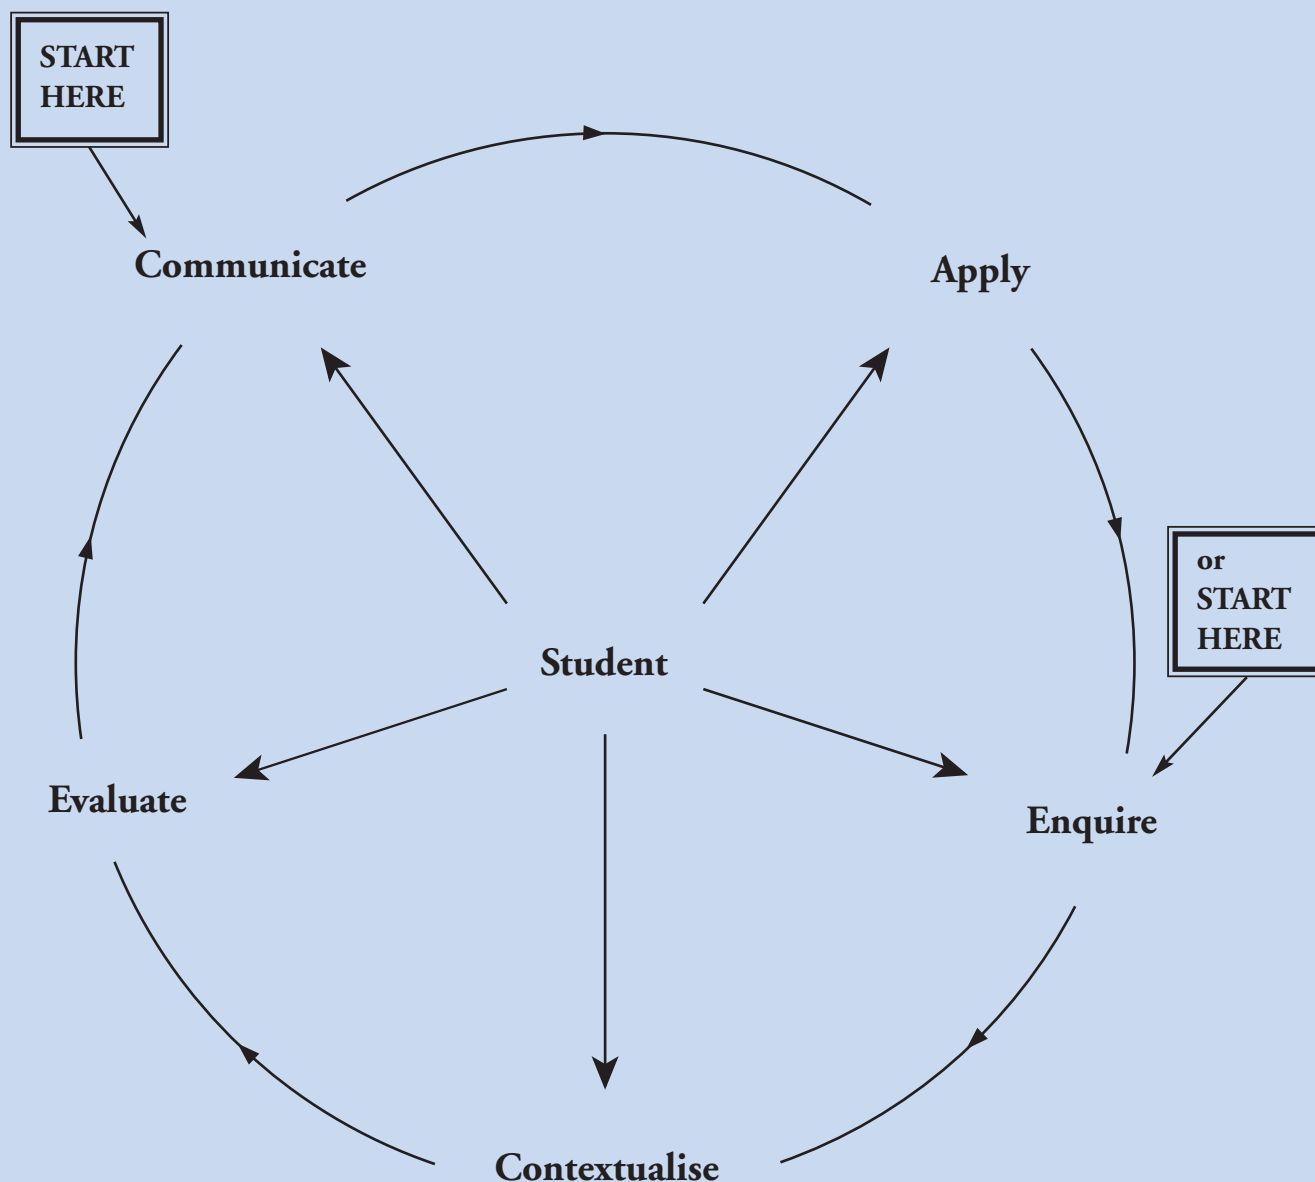 START
HERE
Communicate
Apply
or
START
HERE
Student
Evaluate
Enquire
Contextualise